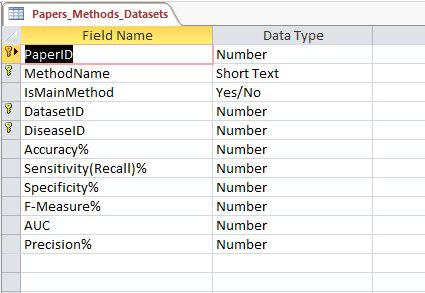 Papers_Methods_Datasets
Field Name Data Type
PaperID Number
MethodName Short Text
IsMainMethod Yes/No
DatasetID Number
DiseaseID Number
Accuracy% Number
Sensitivity(Recall)% Number
Specificity% Number
F-Measure% Number
AUC Number
Precision% Number